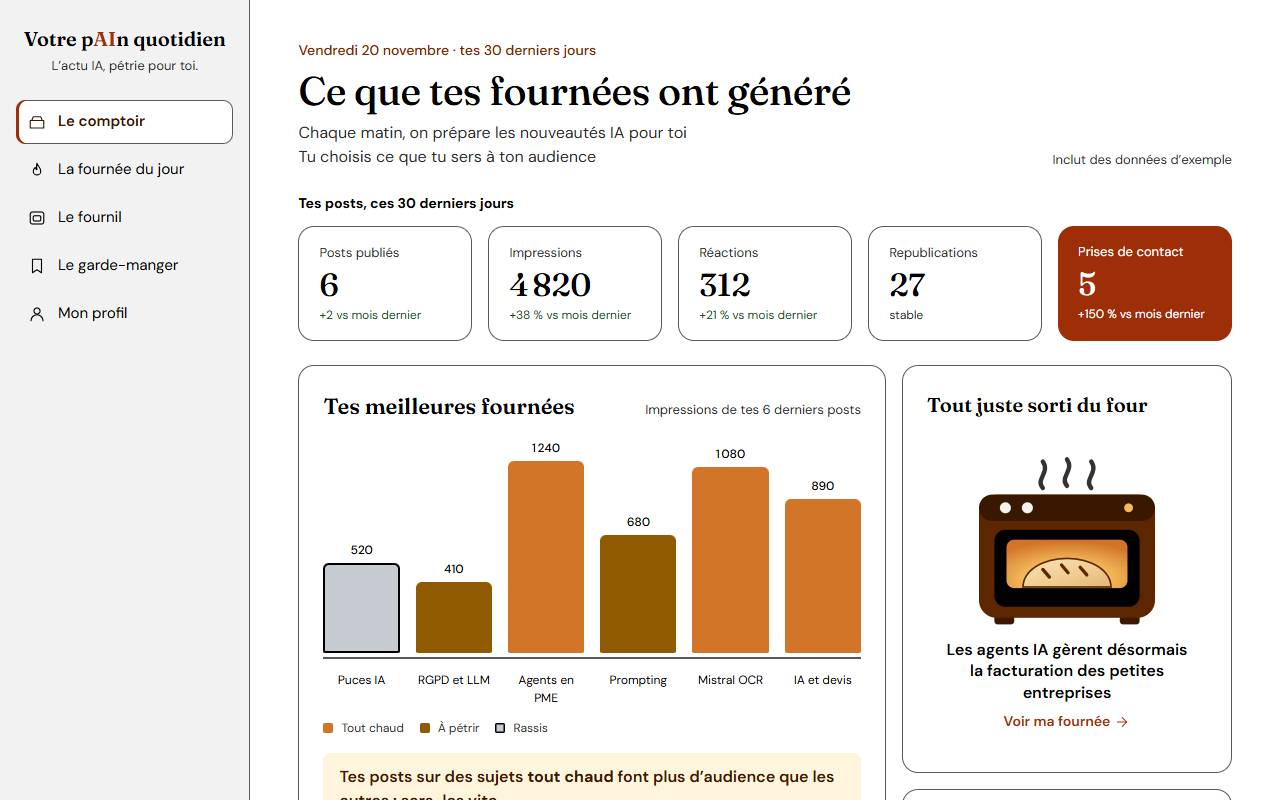 Votre pAIn quotidien
L’actu IA, pétrie pour toi.
Le comptoir
La fournée du jour
Le fournil
Le garde-manger
Mon profil
Vendredi 20 novembre · tes 30 derniers jours
Ce que tes fournées ont généré
Chaque matin, on prépare les nouveautés IA pour toi
Tu choisis ce que tu sers à ton audience
Inclut des données d’exemple
Tes posts, ces 30 derniers jours
Posts publiés
6
+2 vs mois dernier
Impressions
4 820
+38 % vs mois dernier
Réactions
312
+21 % vs mois dernier
Republications
27
stable
Prises de contact
5
+150 % vs mois dernier
Tes meilleures fournées
Impressions de tes 6 derniers posts
520
410
1 240
680
1 080
890
Puces IA
RGPD et LLM
Agents en
PME
Prompting
Mistral OCR
IA et devis
Tout chaud
À pétrir
Rassis
Tes posts sur des sujets tout chaud font plus d’audience que les
autres : sers-les vite.
Tout juste sorti du four
Les agents IA gèrent désormais
la facturation des petites
entreprises
Voir ma fournée →